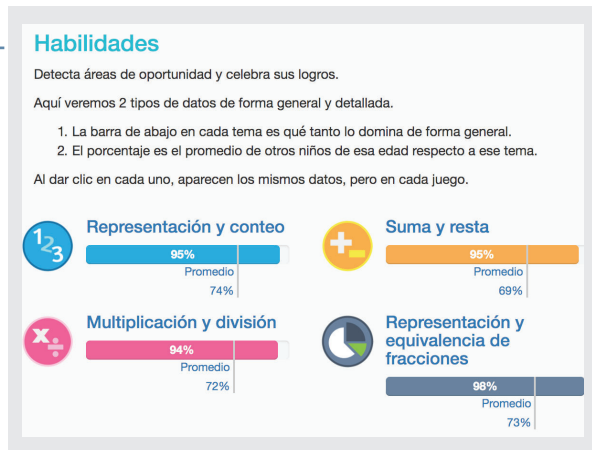 Habilidades
Detecta áreas de oportunidad y celebra sus logros.
Aquí veremos 2 tipos de datos de forma general y detallada.
1. La barra de abajo en cada tema es qué tanto lo domina de forma general.
2. El porcentaje es el promedio de otros niños de esa edad respecto a ese tema.
Al dar clic en cada uno, aparecen los mismos datos, pero en cada juego.
123
Representación y conteo
95%
Promedio
74%
Suma y resta
95%
Promedio
69%
Multiplicación y división
94%
Promedio
72%
Representación y
equivalencia de
fracciones
98%
Promedio
73%